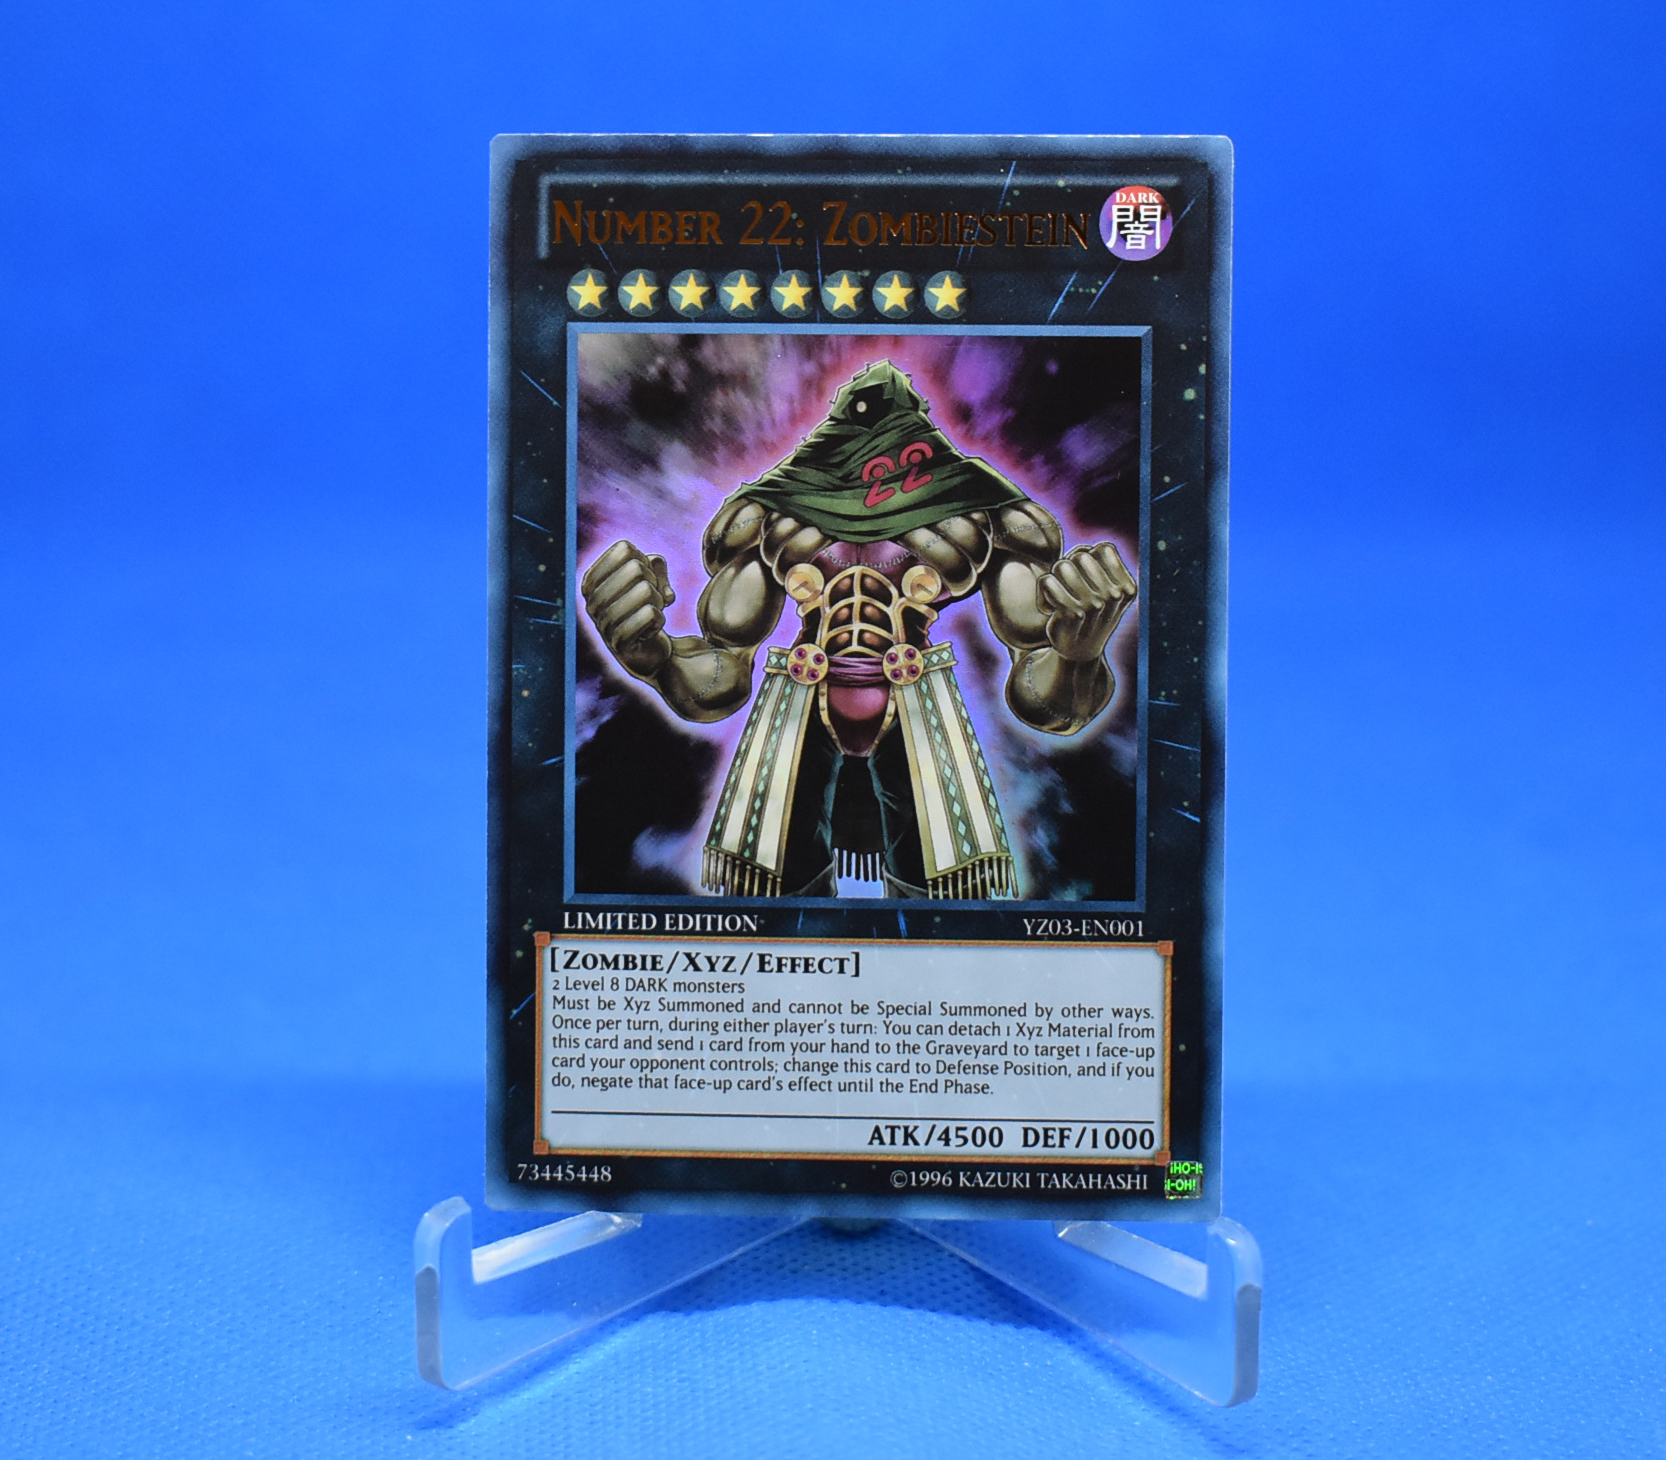 NUMBER 22: ZOMBIESTEIN
DARK
闇
22
LIMITED EDITION
YZ03-EN001
[ZOMBIE/XYZ/EFFECT]
2 Level 8 DARK monsters
Must be Xyz Summoned and cannot be Special Summoned by other ways.
Once per turn, during either player's turn: You can detach 1 Xyz Material from
this card and send 1 card from your hand to the Graveyard to target 1 face-up
card your opponent controls; change this card to Defense Position, and if you
do, negate that face-up card's effect until the End Phase.
ATK/4500 DEF/1000
73445448
©1996 KAZUKI TAKAHASHI